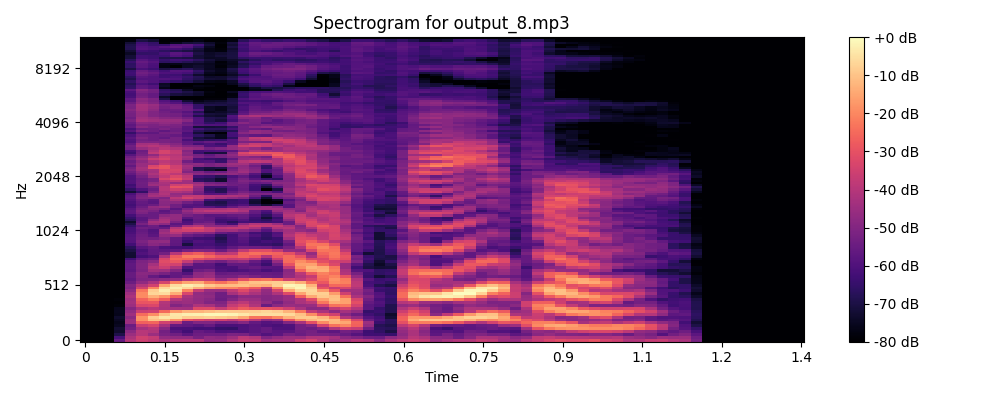 Spectrogram for output_8.mp3
Hz
8192
4096
2048
1024
512
0
0 0.15 0.3 0.45 0.6 0.75 0.9 1.1 1.2 1.4
Time
+0 dB
-10 dB
-20 dB
-30 dB
-40 dB
-50 dB
-60 dB
-70 dB
-80 dB